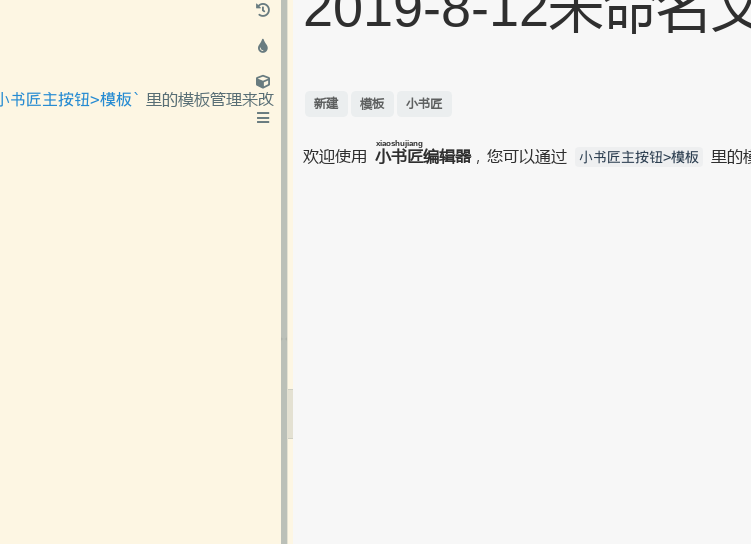 小书匠主按钮>模板` 里的模板管理来改
2019-8-12未命名文
新建 模板 小书匠
xiaoshujiang
欢迎使用 小书匠编辑器，您可以通过 小书匠主按钮>模板 里的模